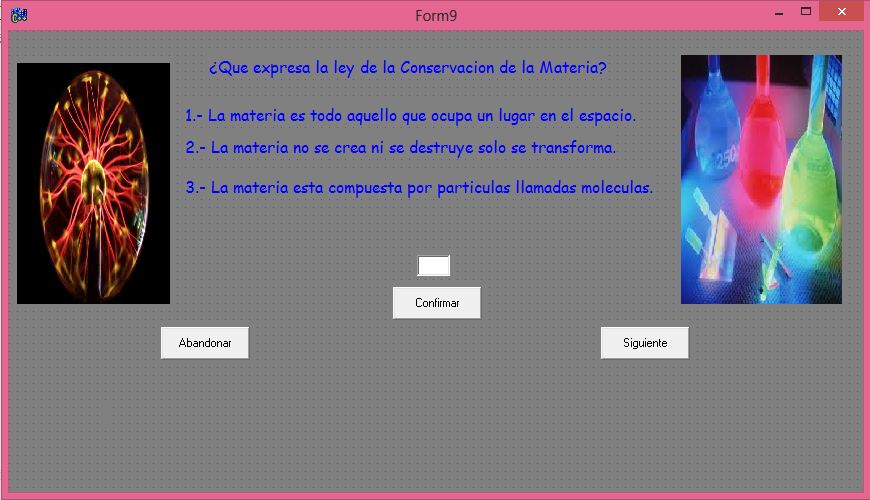 Form9
¿Que expresa la ley de la Conservacion de la Materia?
1.- La materia es todo aquello que ocupa un lugar en el espacio.
2.- La materia no se crea ni se destruye solo se transforma.
3.- La materia esta compuesta por particulas llamadas moleculas.
250
Confirmar
Abandonar
Siguiente